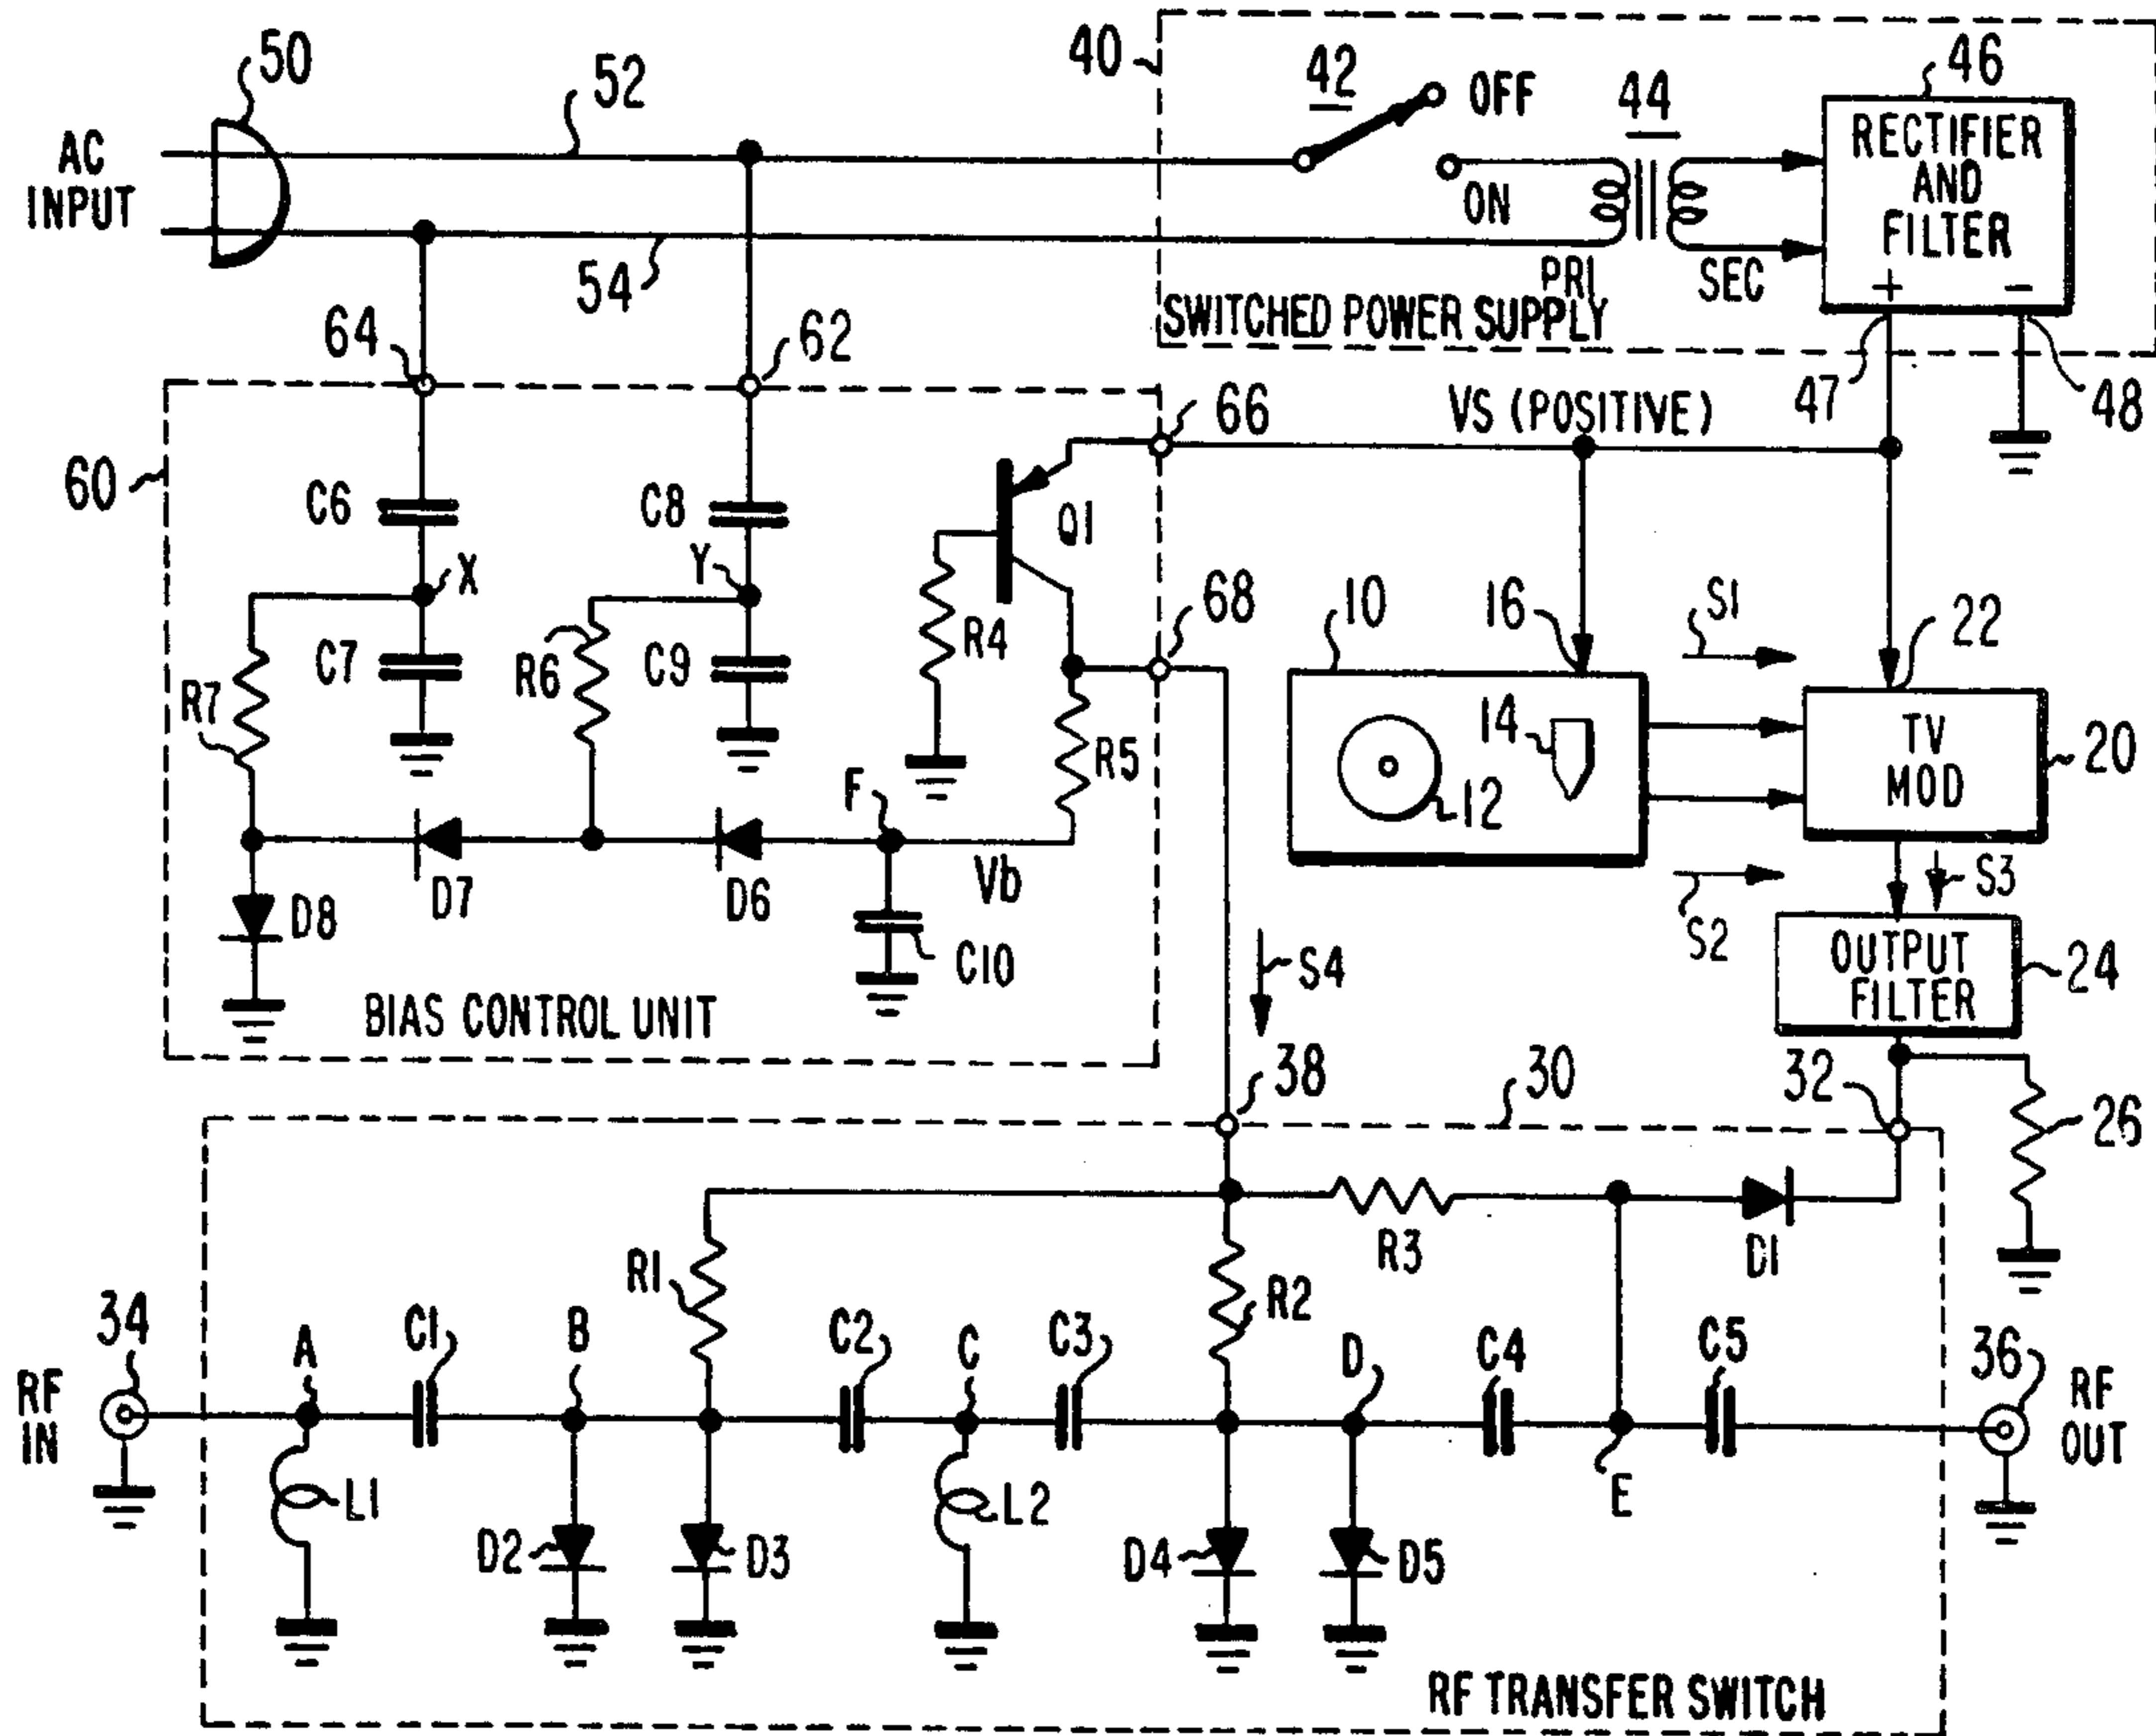 50
52
40
42
OFF
44
46
AC
INPUT
RECTIFIER
AND
FILTER
+ −
ON
54
PRI
SEC
SWITCHED POWER SUPPLY
64
62
47
48
66
VS (POSITIVE)
60
C6
C8
Q1
X
Y
68
10
16
S1
22
R7
C7
R6
C9
R4
14
12
TV
MOD
20
R5
F
D8
D7
D6
Vb
C10
S2
S3
S4
OUTPUT
FILTER
24
BIAS CONTROL UNIT
38
30
32
26
R1
R3
D1
R2
34
A
C1
B
C2
C
C3
D
C4
C5
36
RF
IN
RF
OUT
L1
L2
E
D2
D3
D4
D5
RF TRANSFER SWITCH